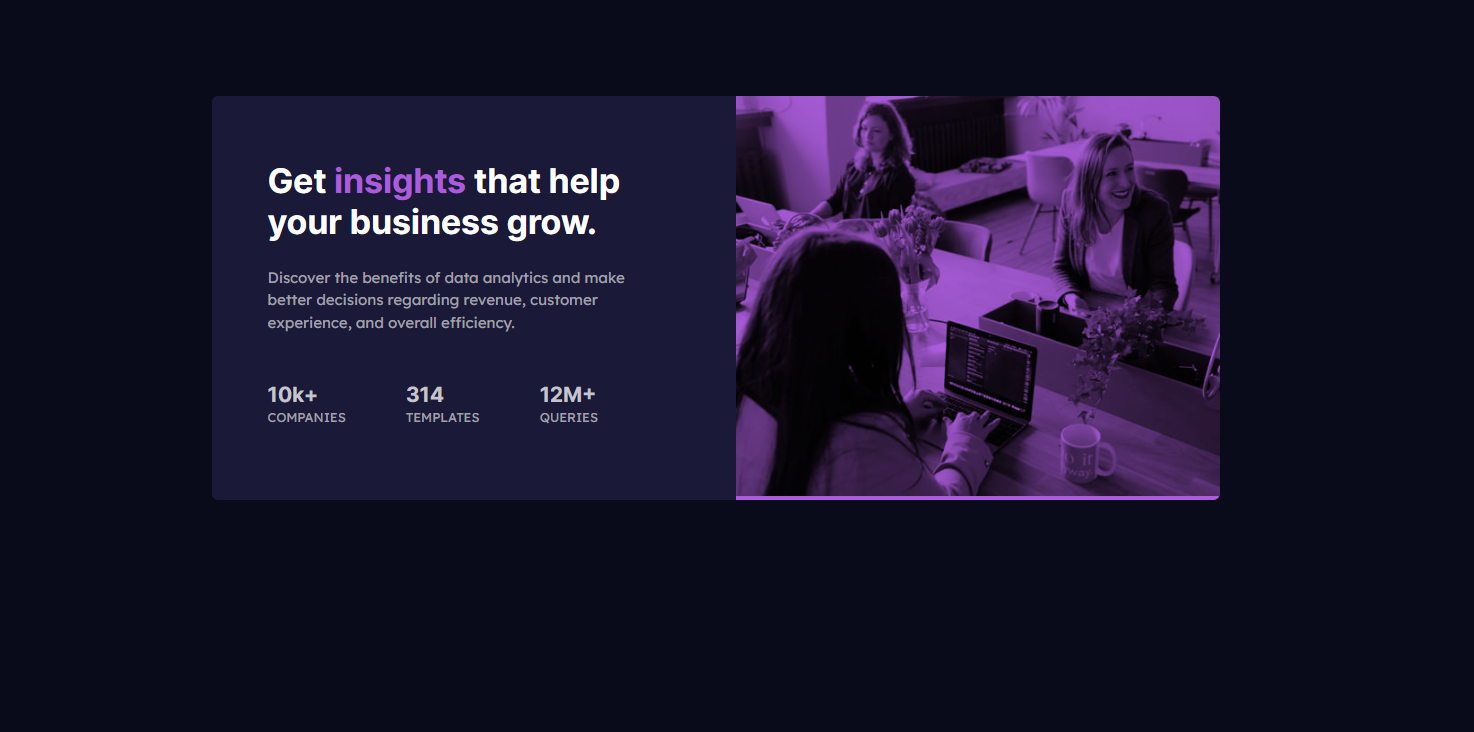 Get insights that help
your business grow.
Discover the benefits of data analytics and make
better decisions regarding revenue, customer
experience, and overall efficiency.
10k+ 314 12M+
COMPANIES TEMPLATES QUERIES